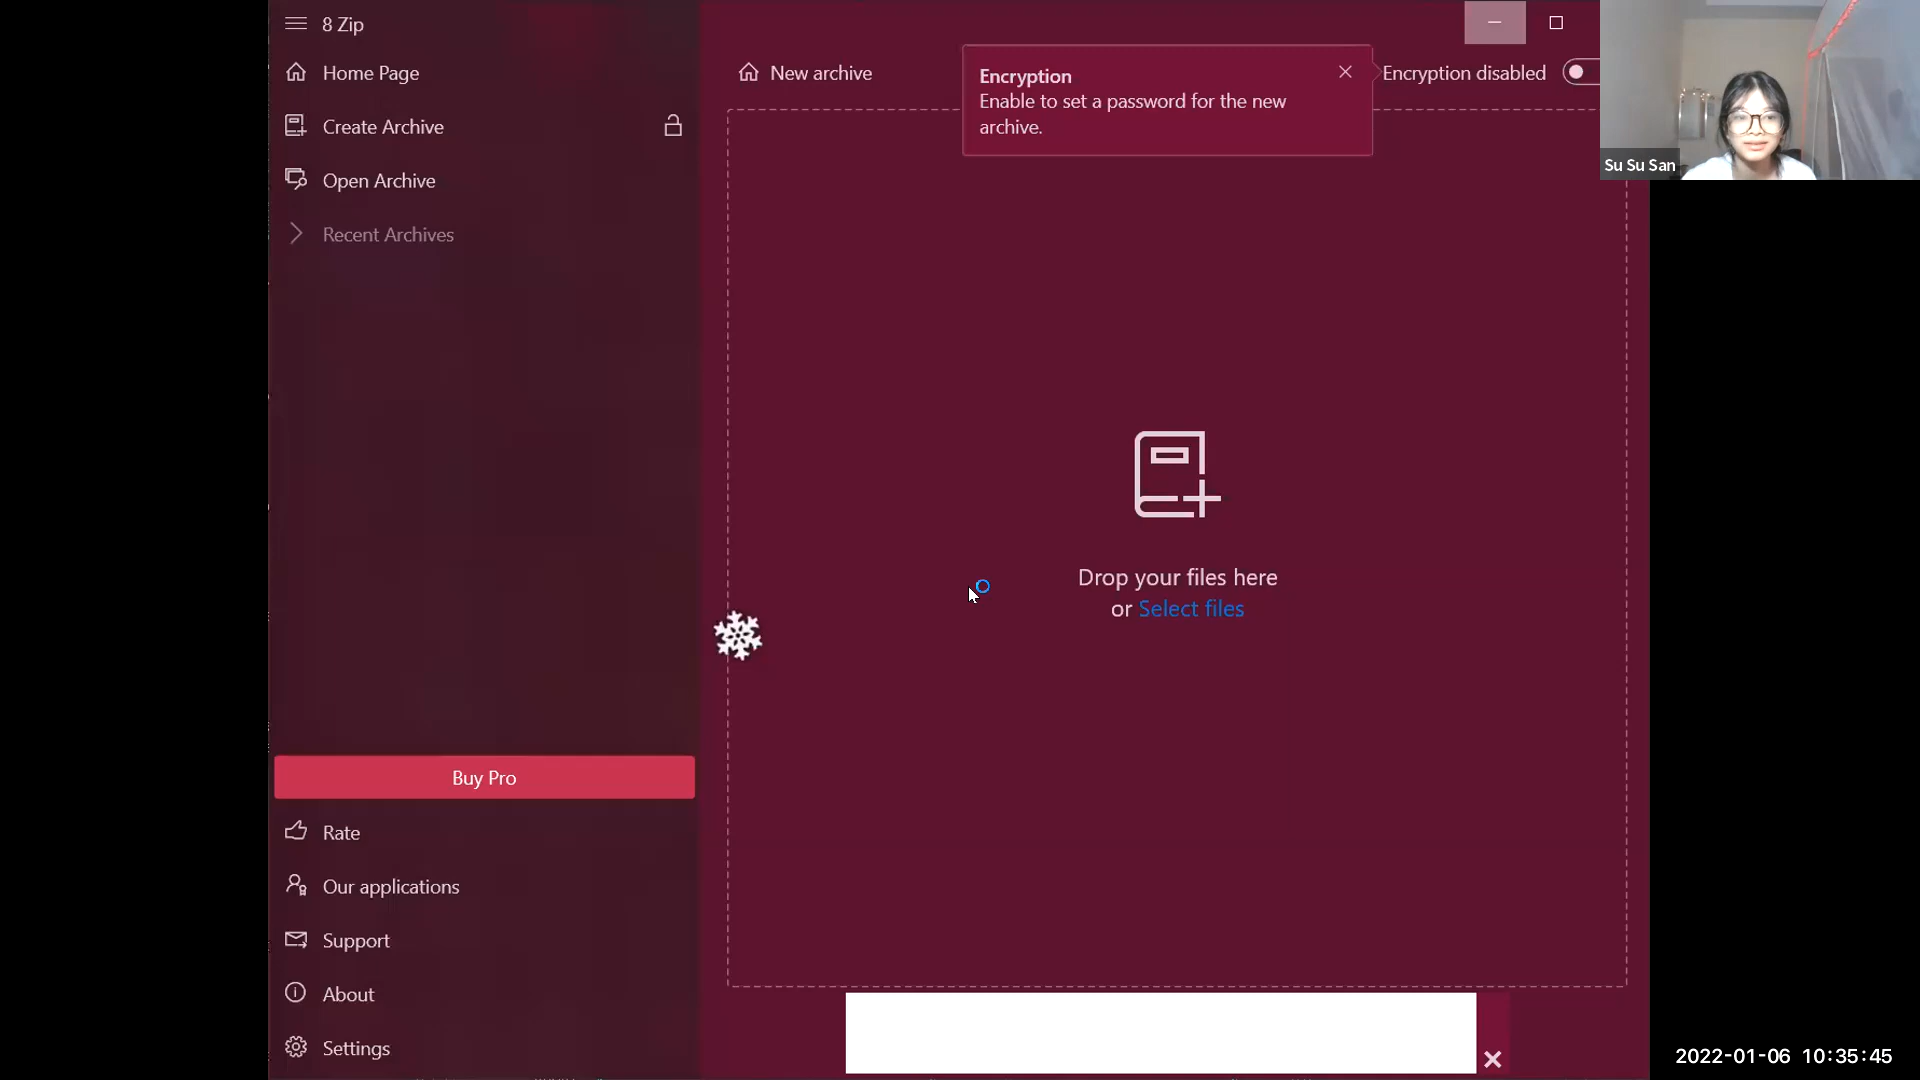 8 Zip
Home Page
Create Archive
Open Archive
Recent Archives
Buy Pro
Rate
Our applications
Support
About
Settings
New archive
Encryption
Enable to set a password for the new
archive.
Encryption disabled
Drop your files here
or Select files
Su Su San
2022-01-06 10:35:45